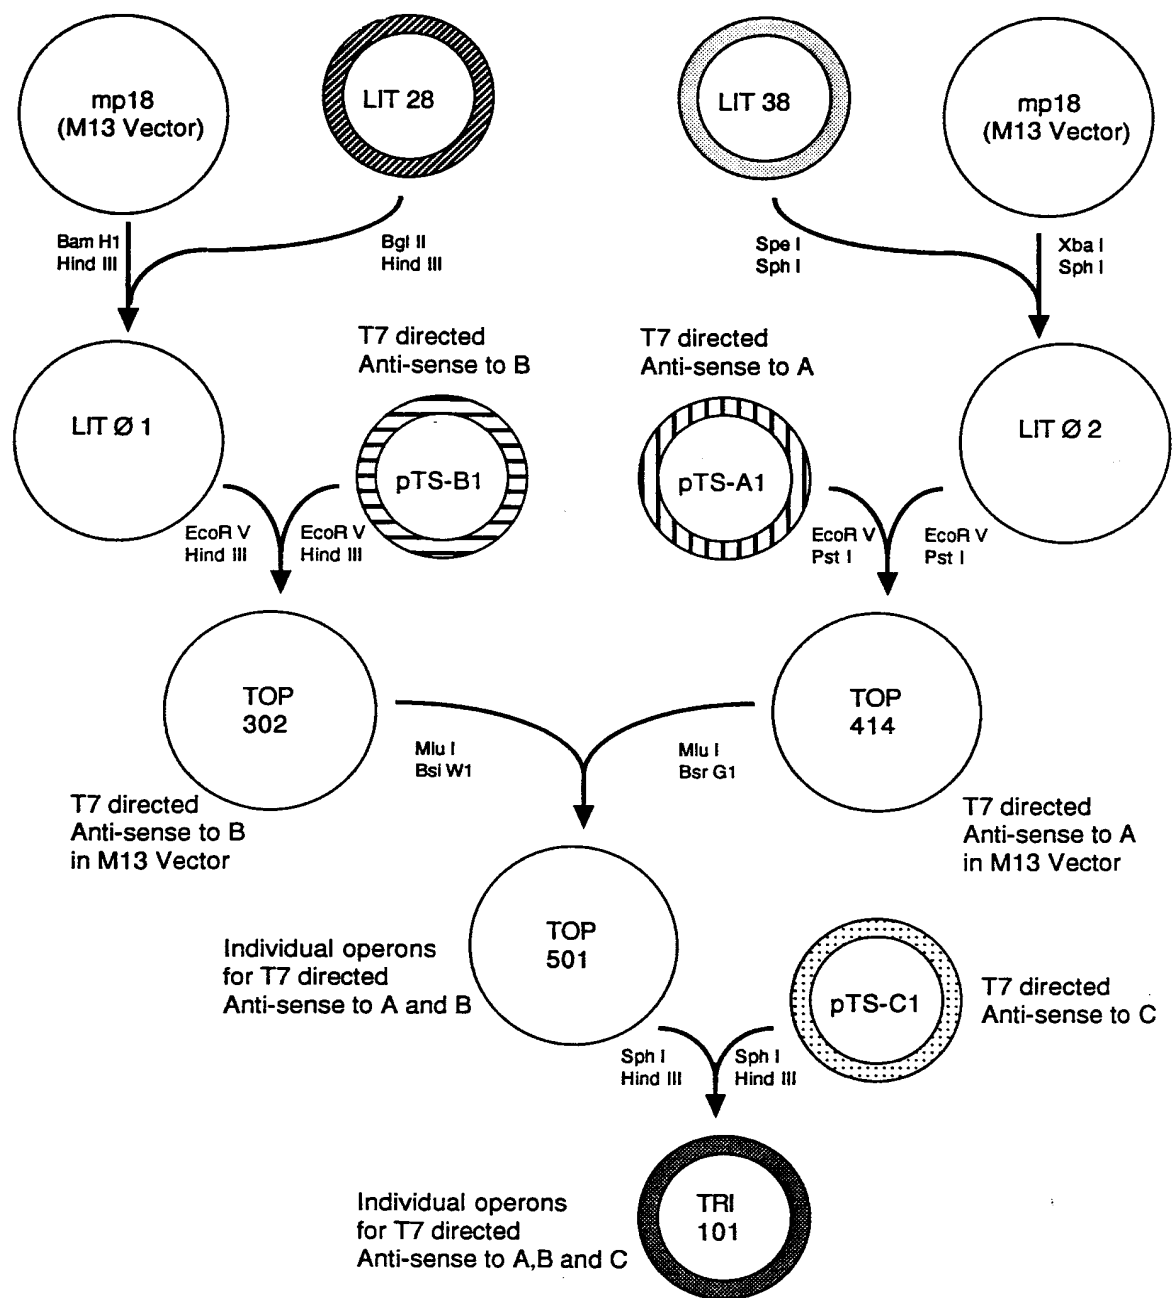 mp18
(M13 Vector)
LIT 28
LIT 38
mp18
(M13 Vector)
Bam H1
Hind III
Bgl II
Hind III
Spe I
Sph I
Xba I
Sph I
T7 directed
Anti-sense to B
T7 directed
Anti-sense to A
LIT Ø 1
pTS-B1
pTS-A1
LIT Ø 2
EcoR V
Hind III
EcoR V
Hind III
EcoR V
Pst I
EcoR V
Pst I
TOP
302
TOP
414
Mlu I
Bsi W1
Mlu I
Bsr G1
T7 directed
Anti-sense to B
in M13 Vector
T7 directed
Anti-sense to A
in M13 Vector
TOP
501
Individual operons
for T7 directed
Anti-sense to A and B
pTS-C1
T7 directed
Anti-sense to C
Sph I
Hind III
Sph I
Hind III
TRI
101
Individual operons
for T7 directed
Anti-sense to A,B and C